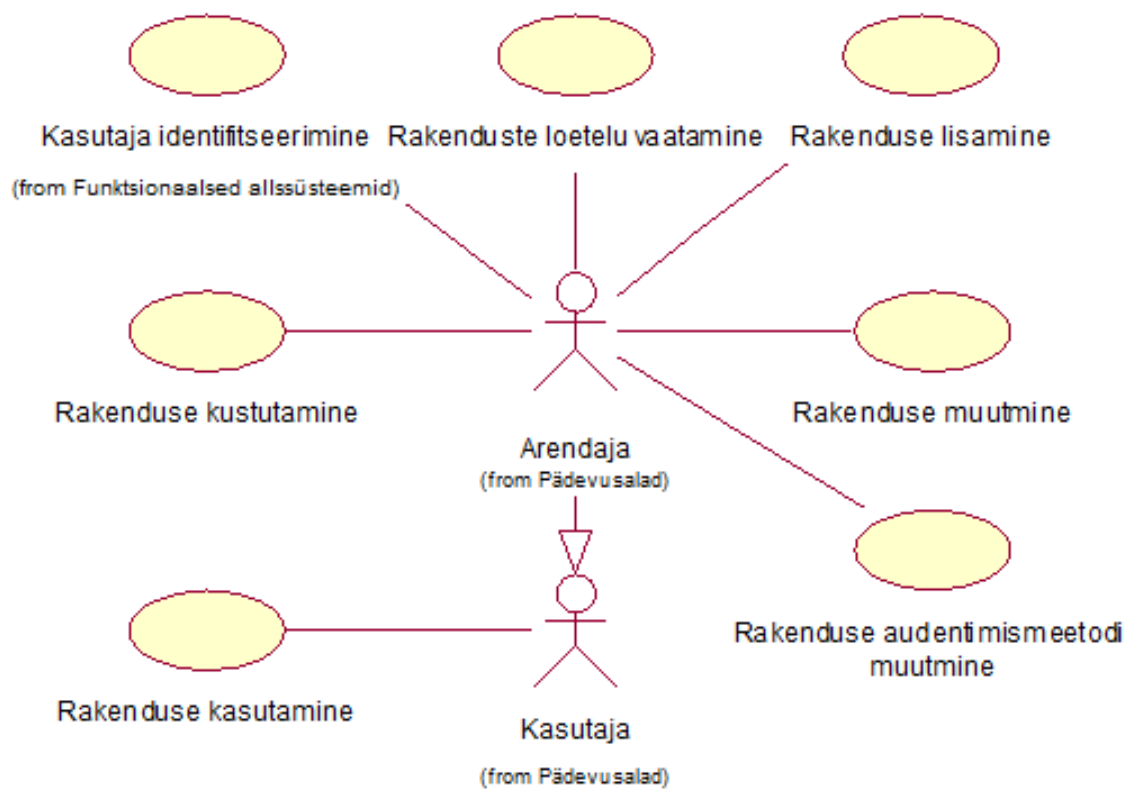 Kasutaja identifitseerimine
(from Funktsionaalsed allssüsteemid)
Rakenduste loetelu vaatamine
Rakenduse lisamine
Rakenduse kustutamine
Arendaja
(from Pädevusalad)
Rakenduse muutmine
Rakenduse audentimismeetodi
muutmine
Rakenduse kasutamine
Kasutaja
(from Pädevusalad)